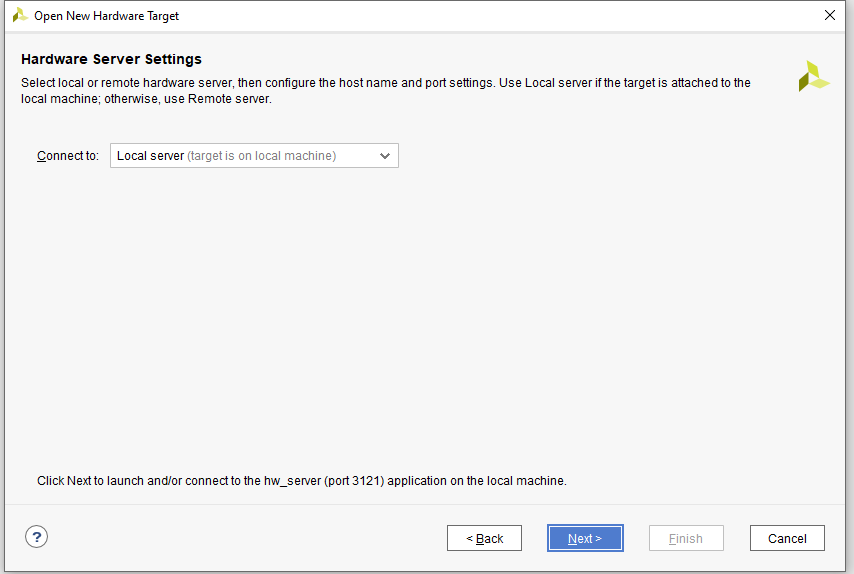 Open New Hardware Target
Hardware Server Settings
Select local or remote hardware server, then configure the host name and port settings. Use Local server if the target is attached to the
local machine; otherwise, use Remote server.
Connect to: Local server (target is on local machine)
Click Next to launch and/or connect to the hw_server (port 3121) application on the local machine.
? < Back Next > Finish Cancel